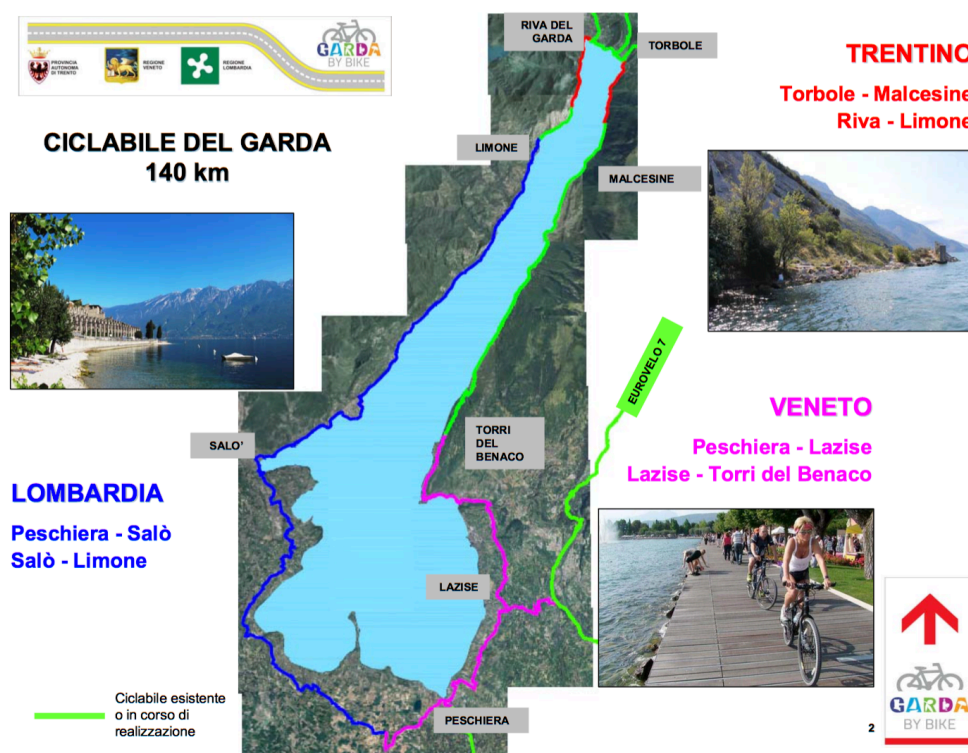 GARDA
BY BIKE
PROVINCIA
AUTONOMA
DI TRENTO
REGIONE
VENETO
REGIONE
LOMBARDIA
CICLABILE DEL GARDA
140 km
RIVA DEL
GARDA
TORBOLE
LIMONE
MALCESINE
TRENTINO
Torbole - Malcesine
Riva - Limone
EUROVELO 7
TORRI
DEL
BENACO
SALO'
VENETO
Peschiera - Lazise
Lazise - Torri del Benaco
LOMBARDIA
Peschiera - Salò
Salò - Limone
LAZISE
PESCHIERA
Ciclabile esistente
o in corso di
realizzazione
GARDA
BY BIKE
2